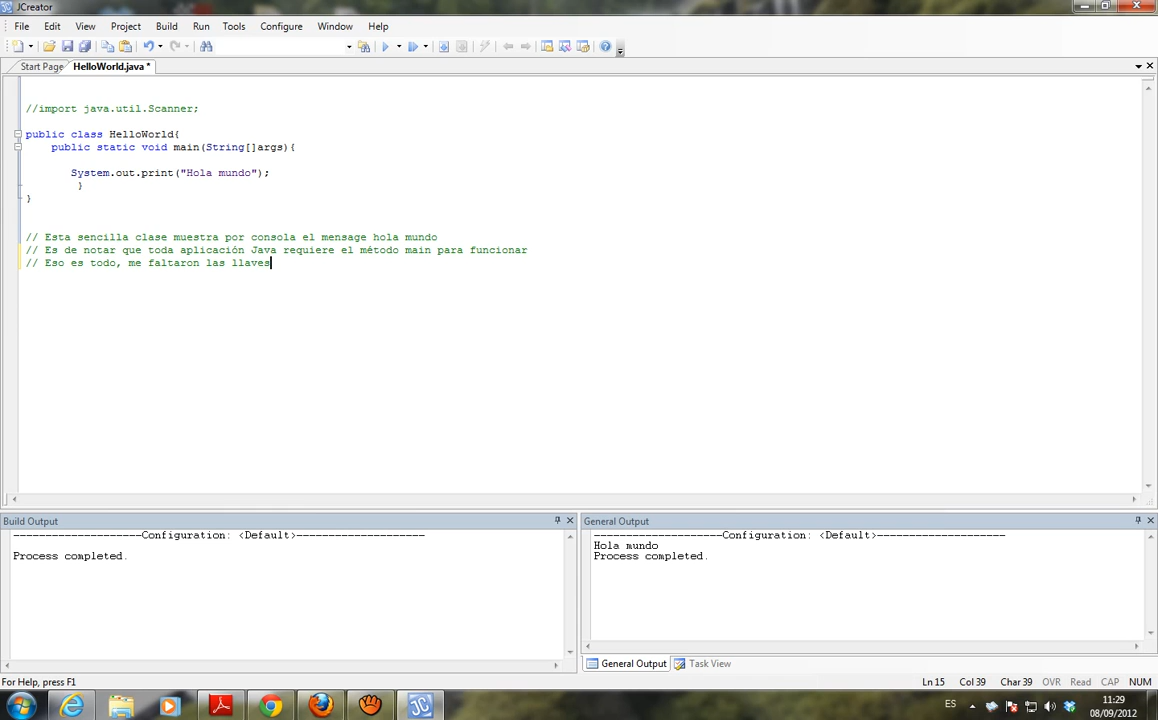 JCreator
File Edit View Project Build Run Tools Configure Window Help
Start Page HelloWorld.java *
//import java.util.Scanner;
public class HelloWorld{
public static void main(String[]args){
System.out.print("Hola mundo");
}
}
// Esta sencilla clase muestra por consola el mensage hola mundo
// Es de notar que toda aplicación Java requiere el método main para funcionar
// Eso es todo, me faltaron las llaves
Build Output
--------------------Configuration: <Default>--------------------
Process completed.
General Output
--------------------Configuration: <Default>--------------------
Hola mundo
Process completed.
General Output Task View
For Help, press F1
Ln 15 Col 39 Char 39 OVR Read CAP NUM
JC
ES
11:29
08/09/2012